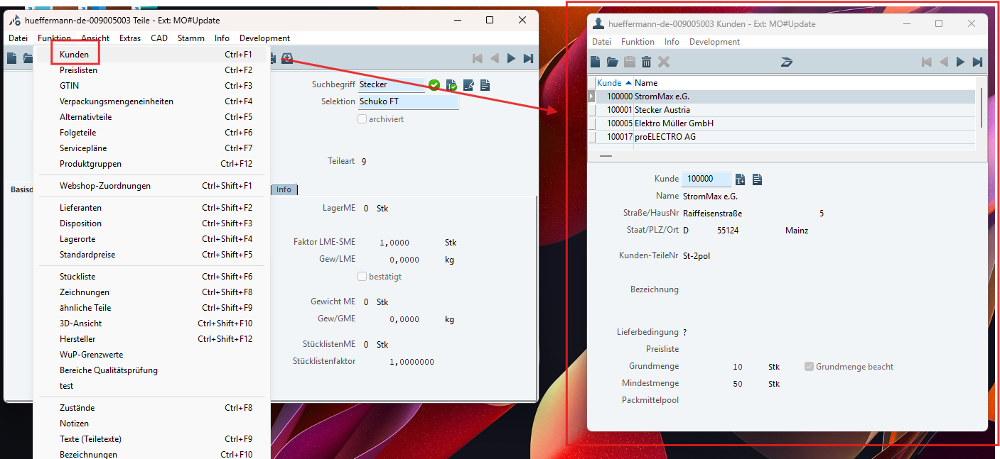 hueffermann-de-009005003 Teile - Ext: MO#Update
Datei Funktion Ansicht Extras CAD Stamm Info Development
Kunden Ctrl+F1
Preislisten Ctrl+F2
GTIN Ctrl+F3
Verpackungsmengeneinheiten Ctrl+F4
Alternativteile Ctrl+F5
Folgeteile Ctrl+F6
Servicepläne Ctrl+F7
Produktgruppen Ctrl+F12
Webshop-Zuordnungen Ctrl+Shift+F1
Lieferanten Ctrl+Shift+F2
Disposition Ctrl+Shift+F3
Lagerorte Ctrl+Shift+F4
Standardpreise Ctrl+Shift+F5
Stückliste Ctrl+Shift+F6
Zeichnungen Ctrl+Shift+F8
ähnliche Teile Ctrl+Shift+F9
3D-Ansicht Ctrl+Shift+F10
Hersteller Ctrl+Shift+F12
WuP-Grenzwerte
Bereiche Qualitätsprüfung
test
Zustände Ctrl+F8
Notizen
Texte (Teiletexte) Ctrl+F9
Bezeichnungen Ctrl+F10
Suchbegriff Stecker
Selektion Schuko FT
archiviert
Teileart 9
Basisd
Info
LagerME 0 Stk
Faktor LME-SME 1,0000 Stk
Gew/LME 0,0000 kg
bestätigt
Gewicht ME 0 Stk
Gew/GME 0,0000 kg
StücklistenME 0 Stk
Stücklistenfaktor 1,0000000
hueffermann-de-009005003 Kunden - Ext: MO#Update
Datei Funktion Info Development
Kunde Name
100000 StromMax e.G.
100001 Stecker Austria
100005 Elektro Müller GmbH
100017 proELECTRO AG
Kunde 100000
Name StromMax e.G.
Straße/HausNr Raiffeisenstraße 5
Staat/PLZ/Ort D 55124 Mainz
Kunden-TeileNr St-2pol
Bezeichnung
Lieferbedingung ?
Preisliste
Grundmenge 10 Stk Grundmenge beacht
Mindestmenge 50 Stk
Packmittelpool